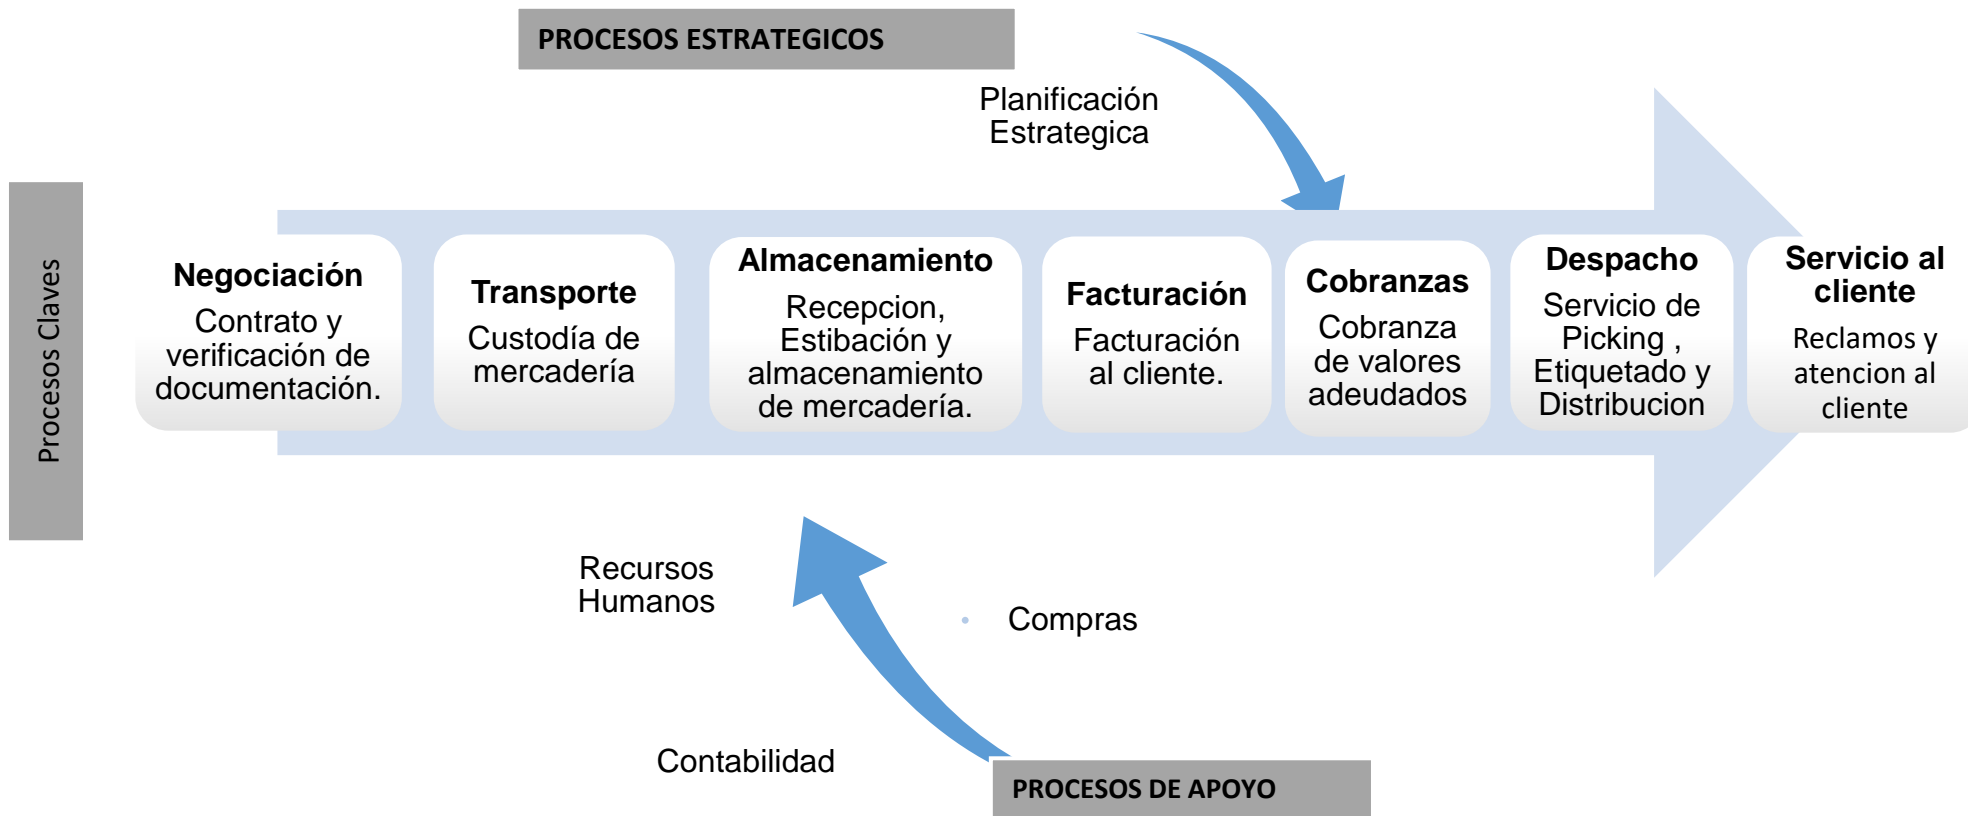 PROCESOS ESTRATEGICOS
Planificación
Estrategica
Procesos Claves
Negociación
Contrato y
verificación de
documentación.
Transporte
Custodía de
mercadería
Almacenamiento
Recepcion,
Estibación y
almacenamiento
de mercadería.
Facturación
Facturación
al cliente.
Cobranzas
Cobranza
de valores
adeudados
Despacho
Servicio de
Picking ,
Etiquetado y
Distribucion
Servicio al
cliente
Reclamos y
atencion al
cliente
Recursos
Humanos
• Compras
Contabilidad
PROCESOS DE APOYO